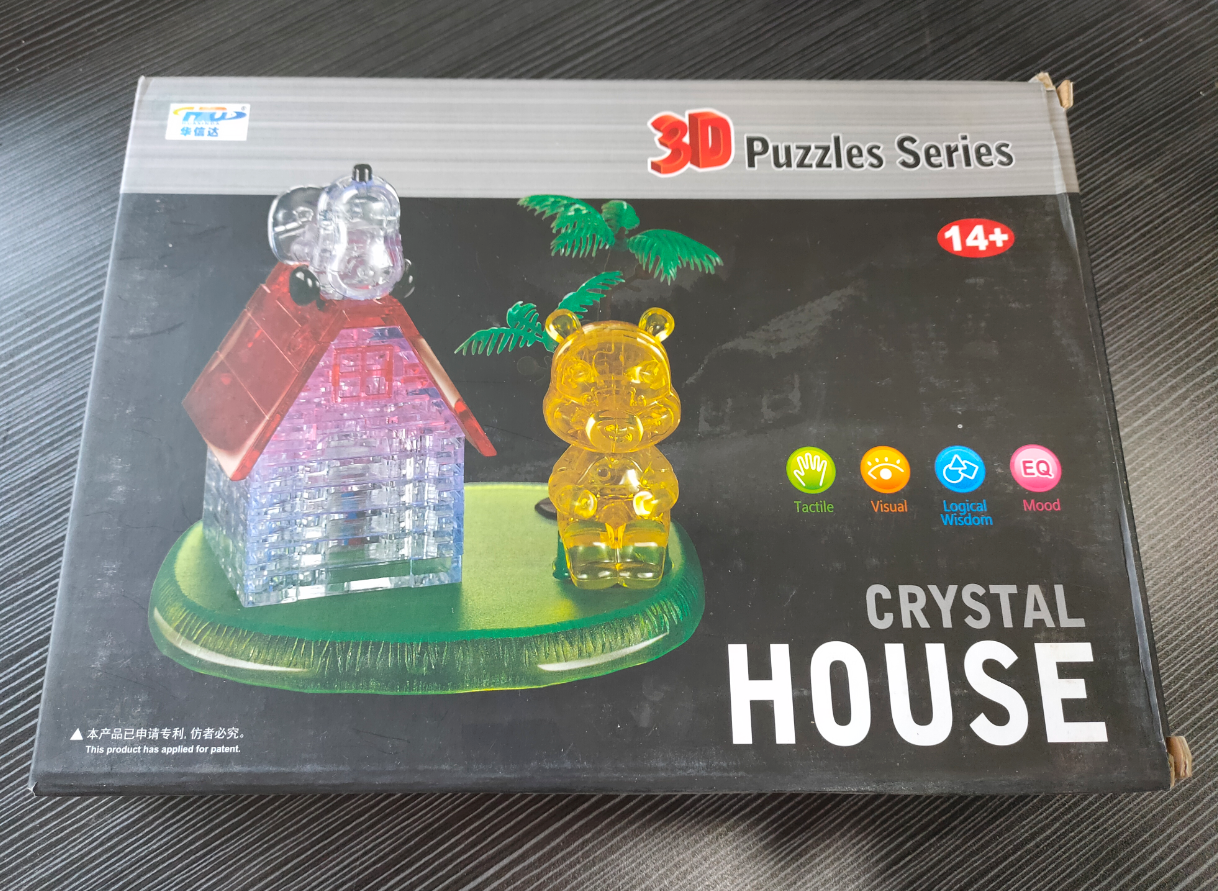 华信达
3D Puzzles Series
14+
EQ
Tactile
Visual
Logical
Wisdom
Mood
CRYSTAL
HOUSE
▲本产品已申请专利,仿者必究。
This product has applied for patent.